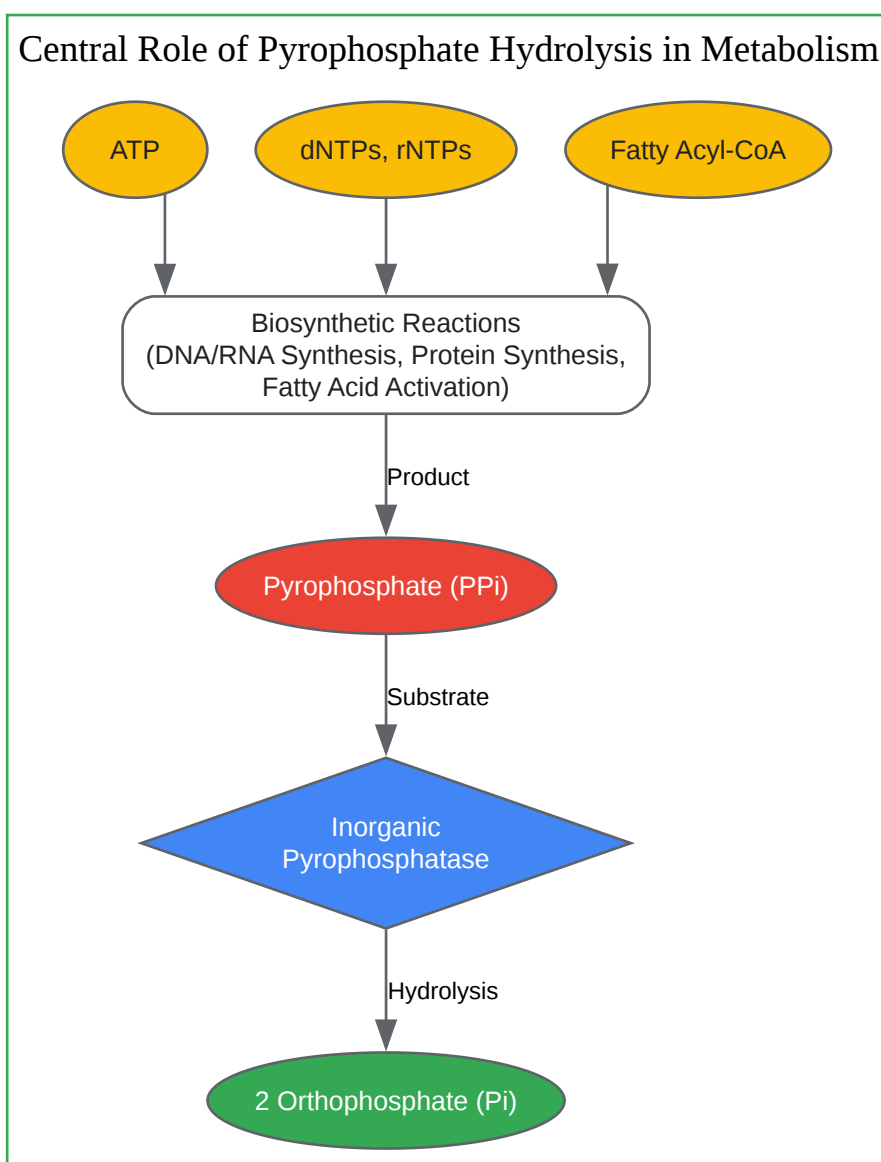 Central Role of Pyrophosphate Hydrolysis in Metabolism
ATP
dNTPs, rNTPs
Fatty Acyl-CoA
Biosynthetic Reactions
(DNA/RNA Synthesis, Protein Synthesis,
Fatty Acid Activation)
Product
Pyrophosphate (PPi)
Substrate
Inorganic
Pyrophosphatase
Hydrolysis
2 Orthophosphate (Pi)